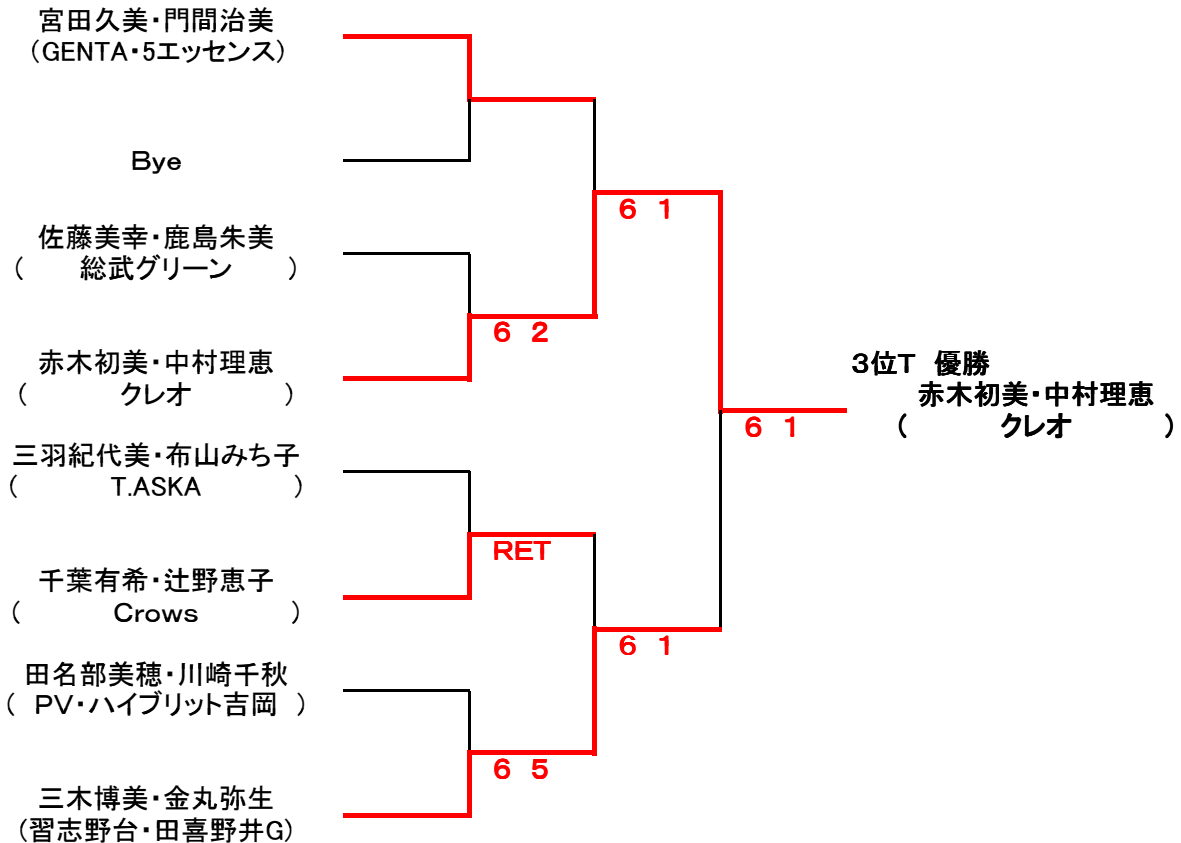 宮田久美・門間治美
（GENTA・5エッセンス）
Bye
佐藤美幸・鹿島朱美
（　総武グリーン　）
6 1
6 2
赤木初美・中村理恵
（　クレオ　）
3位T 優勝
赤木初美・中村理恵
（　クレオ　）
6 1
三羽紀代美・布山みち子
（　T.ASKA　）
RET
千葉有希・辻野恵子
（　Crows　）
6 1
田名部美穂・川崎千秋
（　PV・ハイブリット吉岡　）
6 5
三木博美・金丸弥生
（習志野台・田喜野井G）